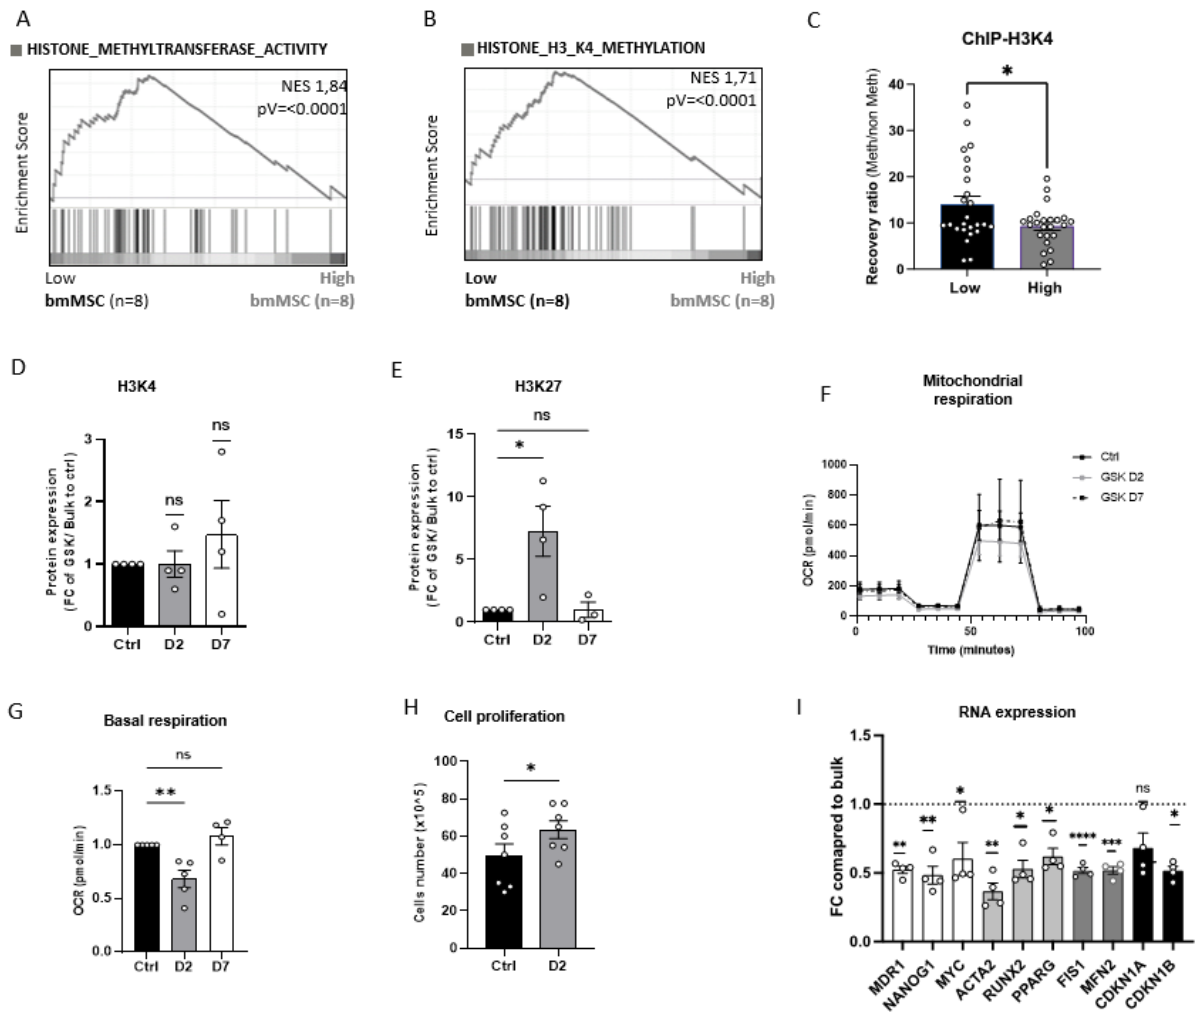 A
HISTONE_METHYLTRANSFERASE_ACTIVITY
NES 1,84
pV=<0.0001
Enrichment Score
Low
High
bmMSC (n=8)
bmMSC (n=8)
B
HISTONE_H3_K4_METHYLATION
NES 1,71
pV=<0.0001
Enrichment Score
Low
High
bmMSC (n=8)
bmMSC (n=8)
C
ChIP-H3K4
*
Recovery ratio (Meth/non Meth)
40
30
20
10
0
Low
High
D
H3K4
Protein expression
(FC of GSK/ Bulk to ctrl)
3
2
1
0
ns
ns
Ctrl
D2
D7
E
H3K27
Protein expression
(FC of GSK/ Bulk to ctrl)
15
10
5
0
ns
*
Ctrl
D2
D7
F
Mitochondrial
respiration
OCR (pmol/min)
1000
800
600
400
200
0
0
50
100
Time (minutes)
Ctrl
GSK D2
GSK D7
G
Basal respiration
OCR (pmol/min)
1.5
1.0
0.5
0.0
ns
**
Ctrl
D2
D7
H
Cell proliferation
Cells number (x10^5)
100
80
60
40
20
0
*
Ctrl
D2
I
RNA expression
FC comapred to bulk
1.5
1.0
0.5
0.0
**
**
*
**
*
*
****
***
ns
*
MDR1
NANOG1
MYC
ACTA2
RUNX2
PPARG
FIS1
MFN2
CDKN1A
CDKN1B